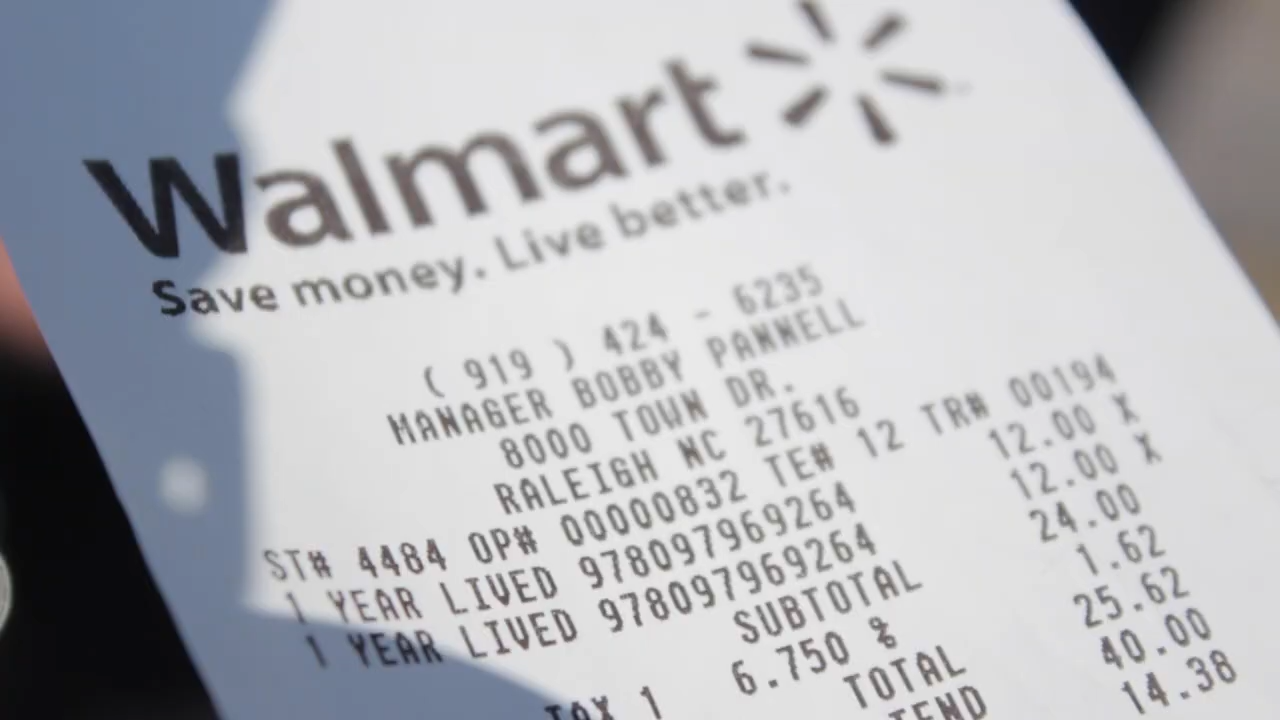 Walmart
Save money. Live better.
( 919 ) 424 - 6235
MANAGER BOBBY PANNELL
8000 TOWN DR.
RALEIGH NC 27616
ST# 4484 OP# 00000832 TE# 12 TR# 00194
1 YEAR LIVED 978097969264 12.00 X
1 YEAR LIVED 978097969264 12.00 X
SUBTOTAL 24.00
TAX 1 6.750 % 1.62
TOTAL 25.62
TEND 40.00
14.38